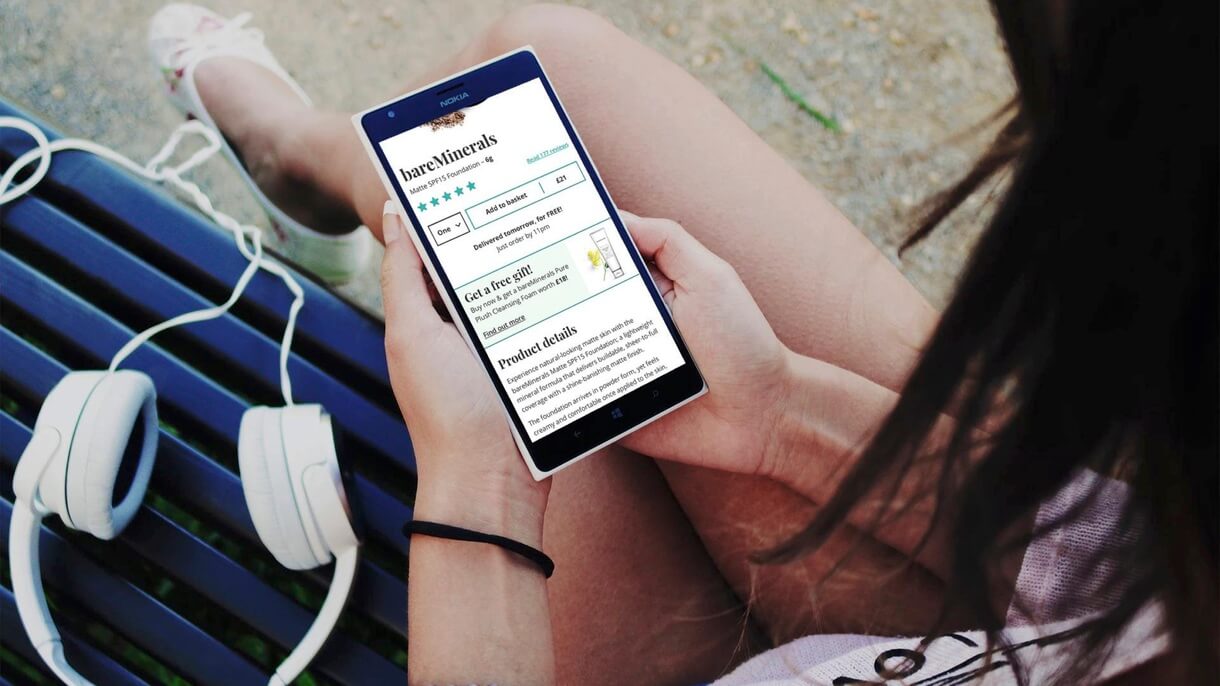 NOKIA
bareMinerals
Matte SPF15 Foundation – 6g
Read 177 reviews
One
Add to basket
£21
Delivered tomorrow, for FREE!
Just order by 11pm
Get a free gift!
Buy now & get a bareMinerals Pure
Plush Cleansing Foam worth £18!
Find out more
Product details
Experience natural-looking matte skin with the
bareMinerals Matte SPF15 Foundation; a lightweight
mineral formula that delivers buildable, sheer-to-full
coverage with a shine-banishing matte finish.
The foundation arrives in powder form, yet feels
creamy and comfortable once applied to the skin.